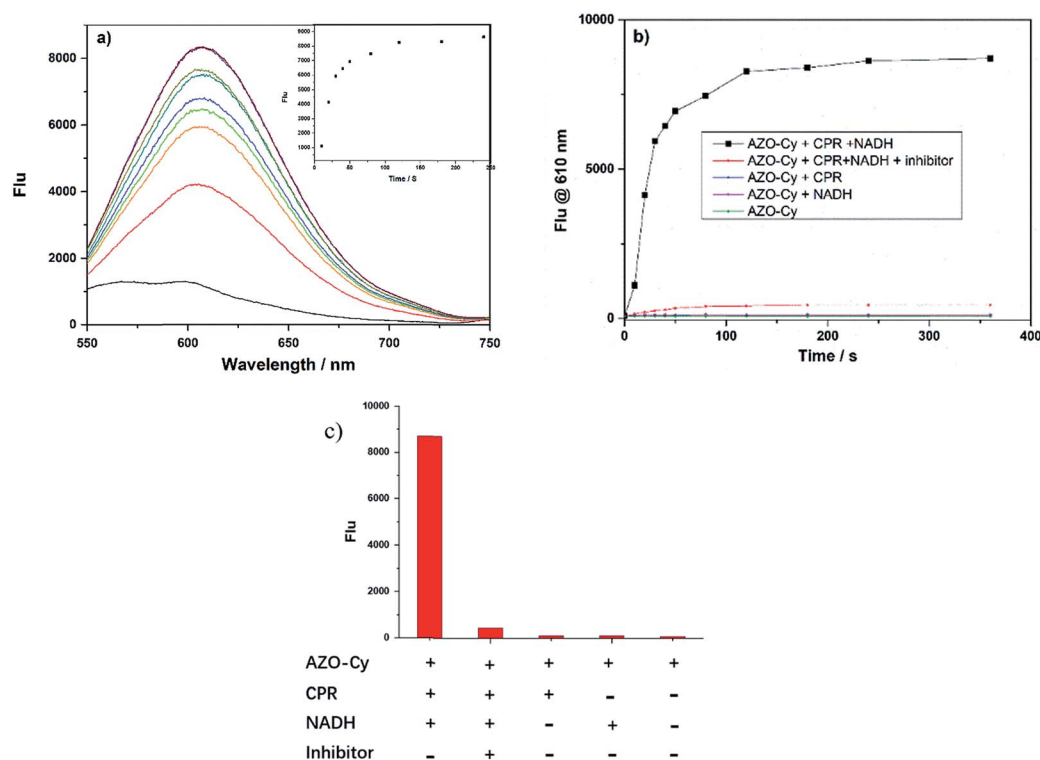 a)
Flu
8000
6000
4000
2000
0
550
600
650
700
750
Wavelength / nm
Flu
9000
8000
7000
6000
5000
4000
3000
2000
1000
0
0
50
100
150
200
250
Time / S
b)
Flu @ 610 nm
10000
7500
5000
2500
0
0
100
200
300
400
Time / s
AZO-Cy + CPR +NADH
AZO-Cy + CPR+NADH + inhibitor
AZO-Cy + CPR
AZO-Cy + NADH
AZO-Cy
c)
Flu
10000
8000
6000
4000
2000
0
AZO-Cy + + + + +
CPR + + + - -
NADH + + - + -
Inhibitor - + - - -